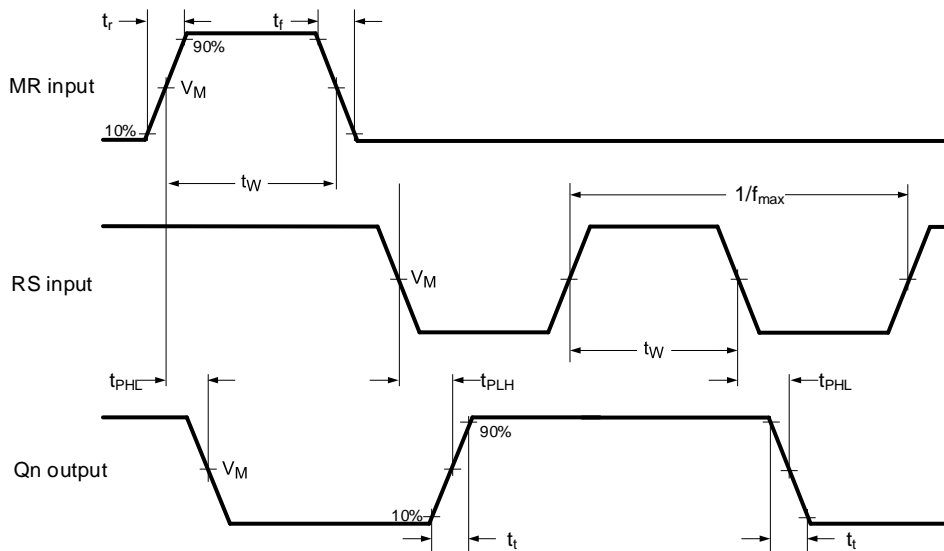 tr
tf
90%
MR input
VM
10%
tW
1/fmax
RS input
VM
tW
tPHL
tPLH
tPHL
90%
Qn output
VM
10%
tt
tt